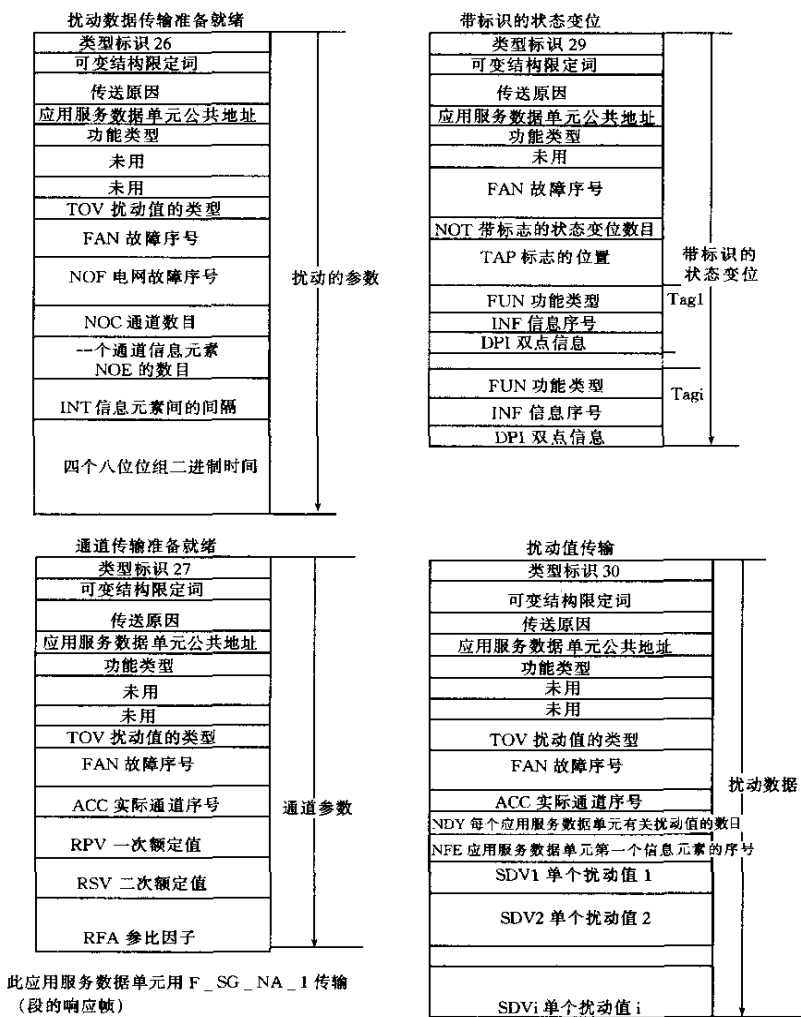 扰动数据传输准备就绪
类型标识 26
可变结构限定词
传送原因
应用服务数据单元公共地址
功能类型
未用
未用
TOV 扰动值的类型
FAN 故障序号
NOF 电网故障序号
NOC 通道数目
一个通道信息元素
NOE 的数目
INT 信息元素间的间隔
四个八位位组二进制时间
扰动的参数
带标识的状态变位
类型标识 29
可变结构限定词
传送原因
应用服务数据单元公共地址
功能类型
未用
FAN 故障序号
NOT 带标志的状态变位数目
TAP 标志的位置
FUN 功能类型
INF 信息序号
DPI 双点信息
FUN 功能类型
INF 信息序号
DPI 双点信息
Tag1
Tagi
带标识的
状态变位
通道传输准备就绪
类型标识 27
可变结构限定词
传送原因
应用服务数据单元公共地址
功能类型
未用
未用
TOV 扰动值的类型
FAN 故障序号
ACC 实际通道序号
RPV 一次额定值
RSV 二次额定值
RFA 参比因子
通道参数
此应用服务数据单元用 F _ SG _ NA _ 1 传输
(段的响应帧)
扰动值传输
类型标识 30
可变结构限定词
传送原因
应用服务数据单元公共地址
功能类型
未用
未用
TOV 扰动值的类型
FAN 故障序号
ACC 实际通道序号
NDY 每个应用服务数据单元有关扰动值的数目
NFE 应用服务数据单元第一个信息元素的序号
SDV1 单个扰动值 1
SDV2 单个扰动值 2
SDVi 单个扰动值 i
扰动数据